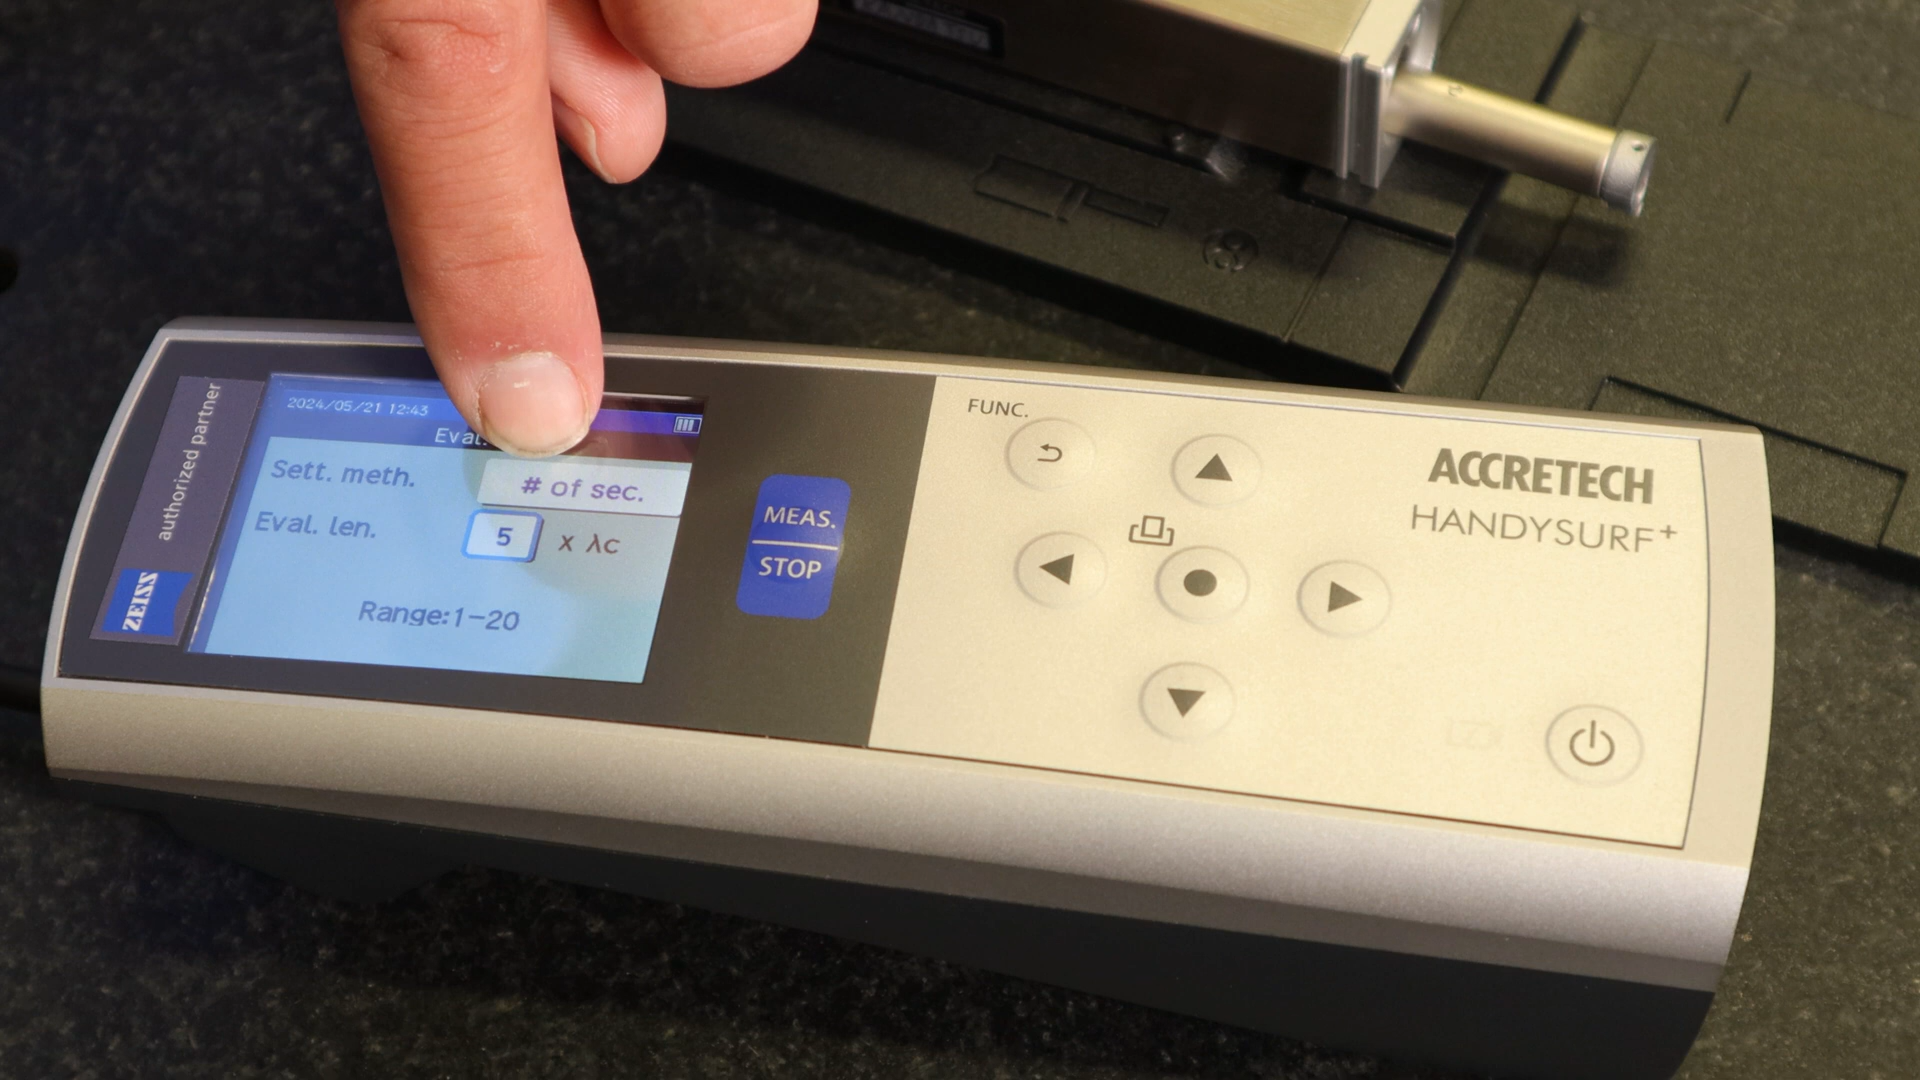 authorized partner
ZEISS
2024/05/21 12:43
Eval.
Sett. meth.
# of sec.
Eval. len.
5
x λc
Range:1-20
MEAS.
STOP
FUNC.
ACCRETECH
HANDYSURF+